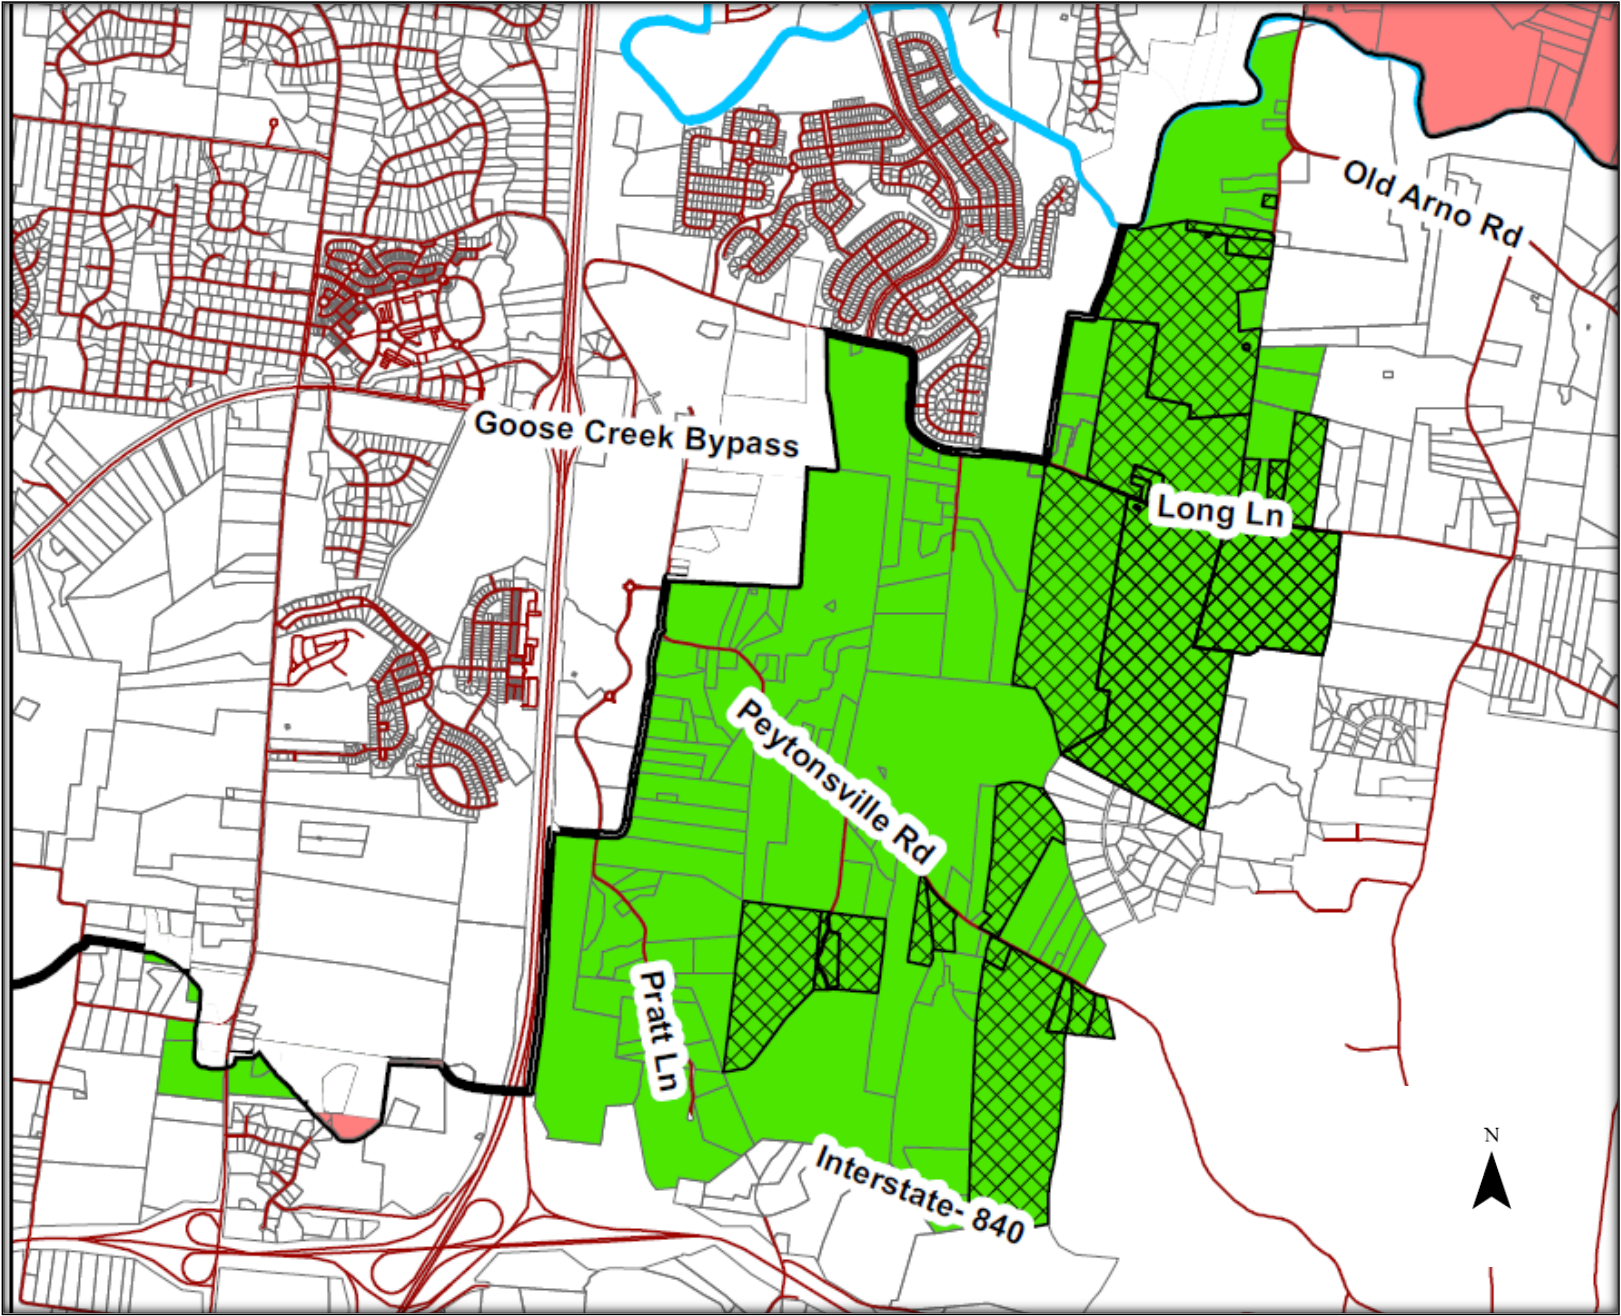 Old Arno Rd
Goose Creek Bypass
Long Ln
Peytonsville Rd
Pratt Ln
N
Interstate- 840